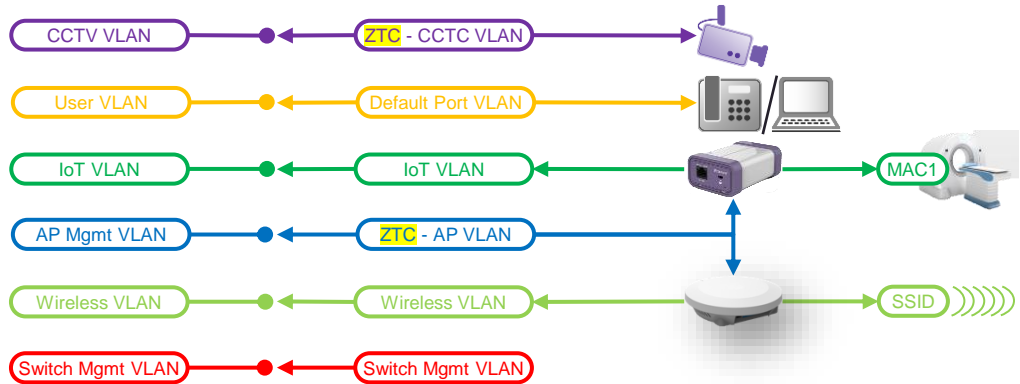 CCTV VLAN
ZTC - CCTC VLAN
User VLAN
Default Port VLAN
IoT VLAN
IoT VLAN
MAC1
AP Mgmt VLAN
ZTC - AP VLAN
Wireless VLAN
Wireless VLAN
SSID
Switch Mgmt VLAN
Switch Mgmt VLAN